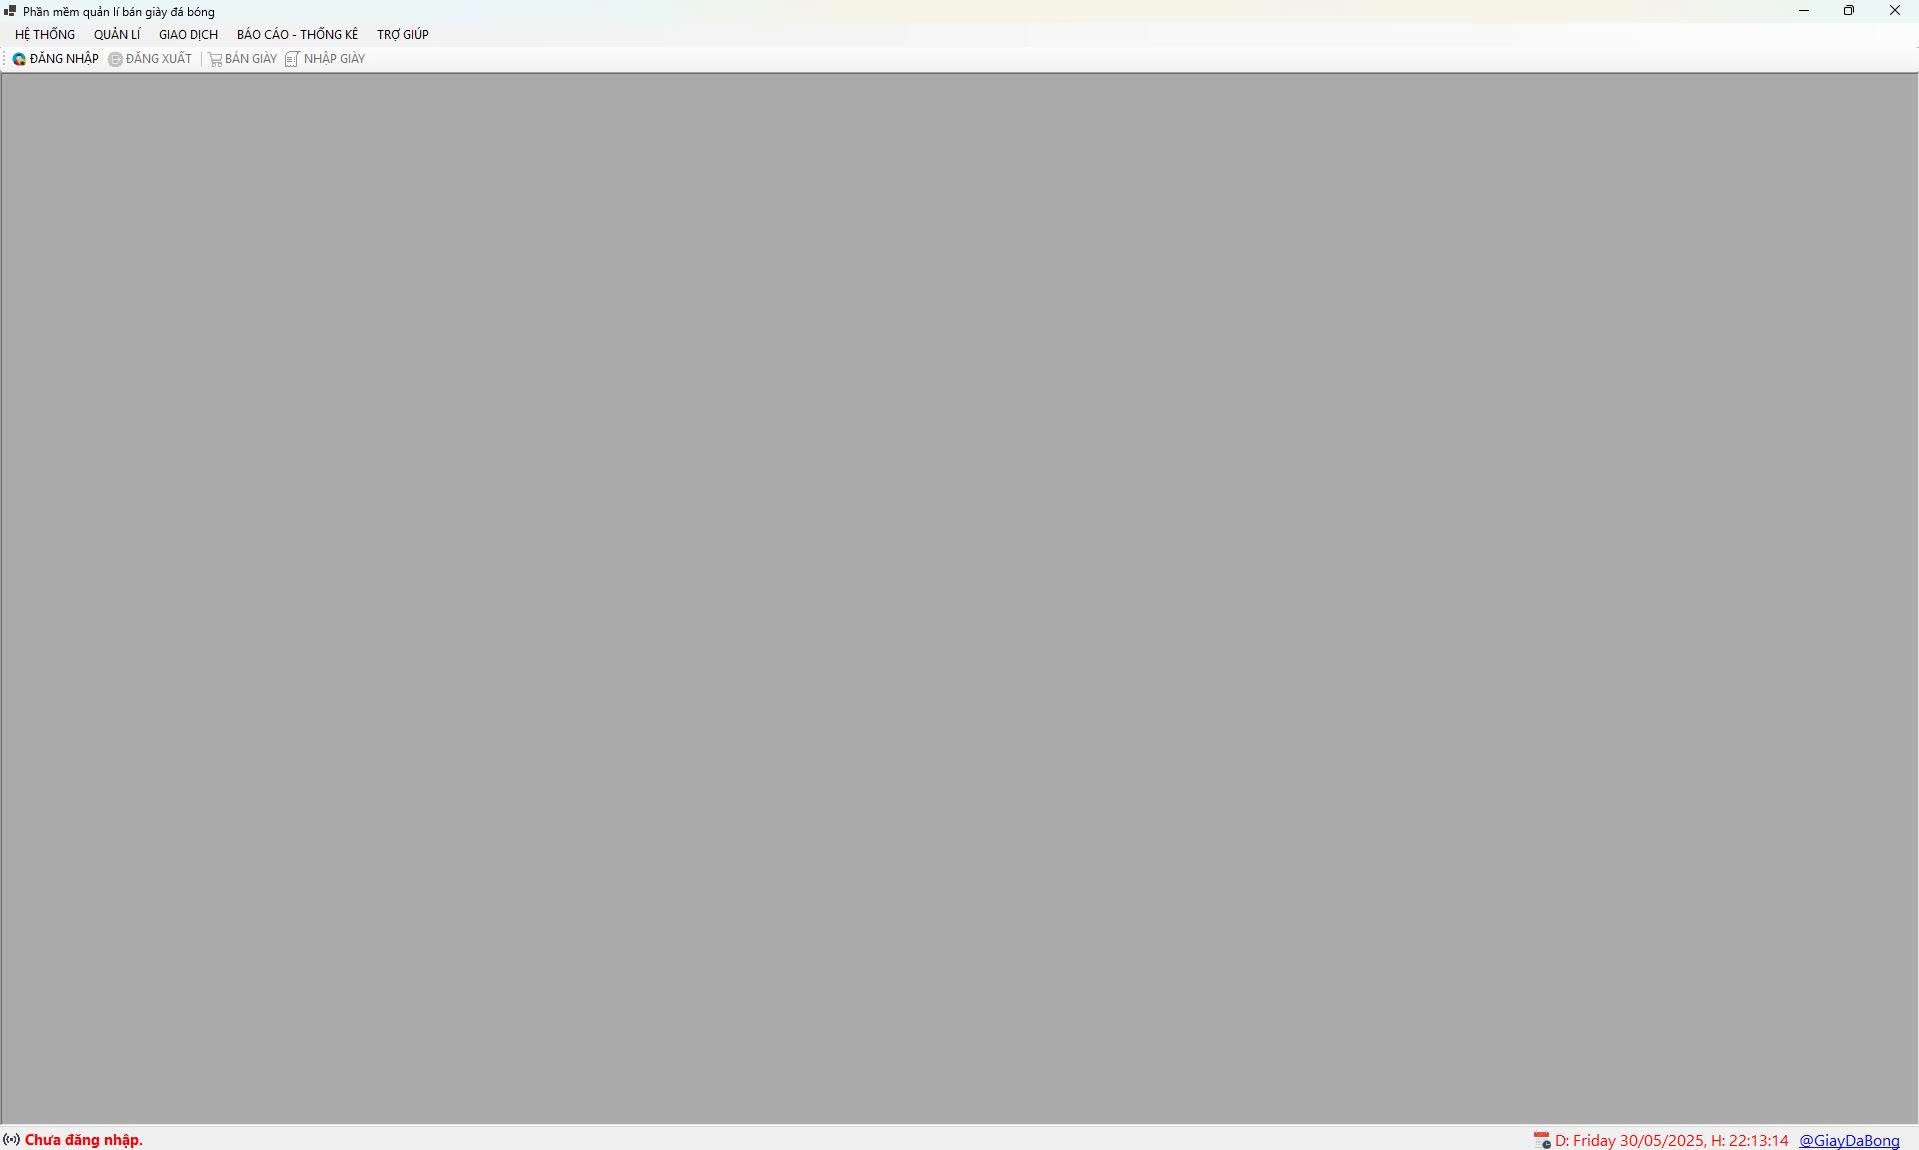 Phần mềm quản lí bán giày đá bóng
HỆ THỐNG QUẢN LÍ GIAO DỊCH BÁO CÁO - THỐNG KÊ TRỢ GIÚP
ĐĂNG NHẬP ĐĂNG XUẤT BÁN GIÀY NHẬP GIÀY
Chưa đăng nhập. D: Friday 30/05/2025, H: 22:13:14 @GiayDaBong